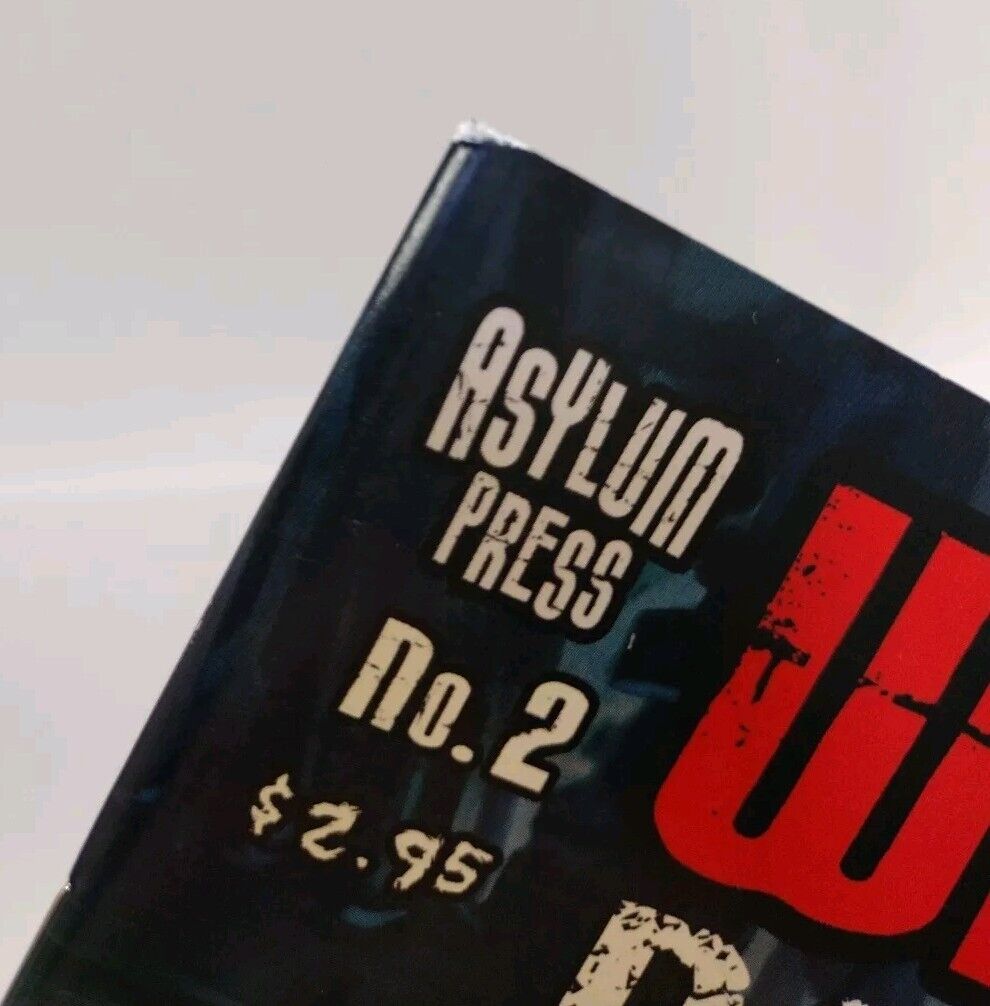 ASYLUM
PRESS
No. 2
$2.95
W